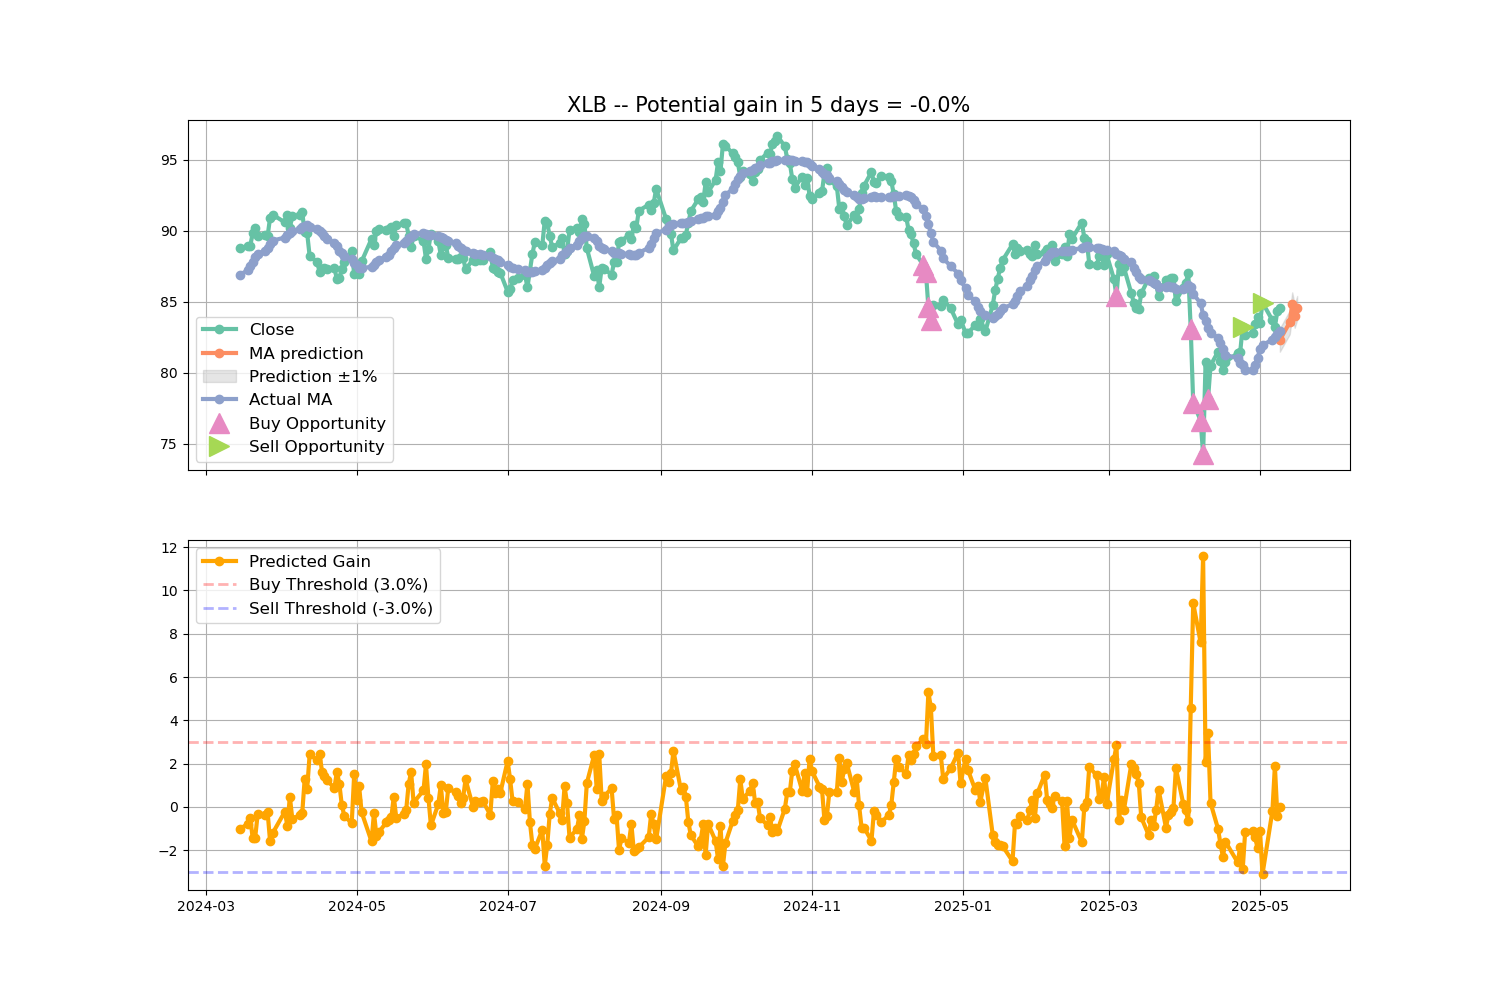 XLB -- Potential gain in 5 days = -0.0%
95
90
85
80
75
Close
MA prediction
Prediction ±1%
Actual MA
Buy Opportunity
Sell Opportunity
12
10
8
6
4
2
0
−2
Predicted Gain
Buy Threshold (3.0%)
Sell Threshold (-3.0%)
2024-03 2024-05 2024-07 2024-09 2024-11 2025-01 2025-03 2025-05